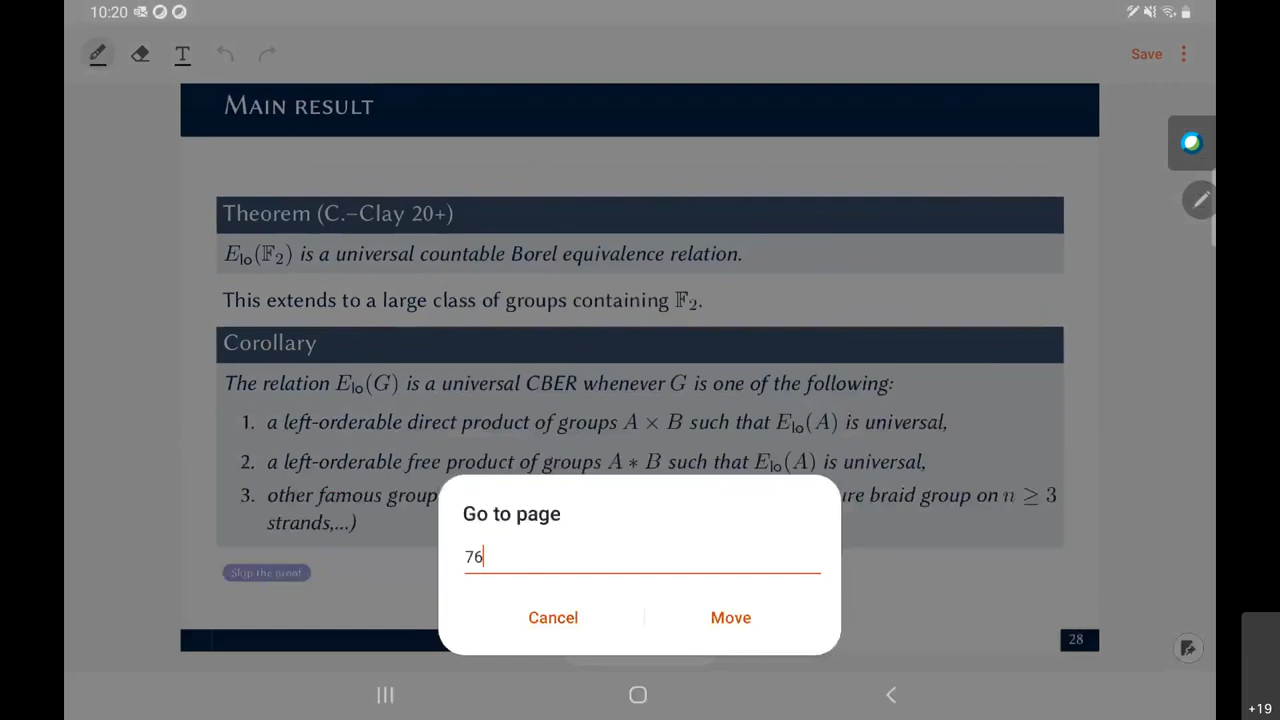 10:20
T
Save
Main result
Theorem (C.–Clay 20+)
E_lo(𝔽₂) is a universal countable Borel equivalence relation.
This extends to a large class of groups containing 𝔽₂.
Corollary
The relation E_lo(G) is a universal CBER whenever G is one of the following:
1. a left-orderable direct product of groups A × B such that E_lo(A) is universal,
2. a left-orderable free product of groups A ∗ B such that E_lo(A) is universal,
3. other famous group ure braid group on n ≥ 3
strands,...)
Skip the proof
28
Go to page
76
Cancel Move
+19